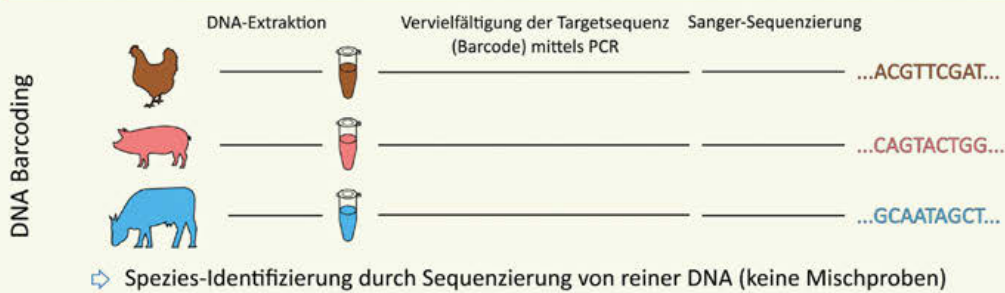 DNA Barcoding
DNA-Extraktion
Vervielfältigung der Targetsequenz
(Barcode) mittels PCR
Sanger-Sequenzierung
...ACGTTCGAT...
...CAGTACTGG...
...GCAATAGCT...
Spezies-Identifizierung durch Sequenzierung von reiner DNA (keine Mischproben)